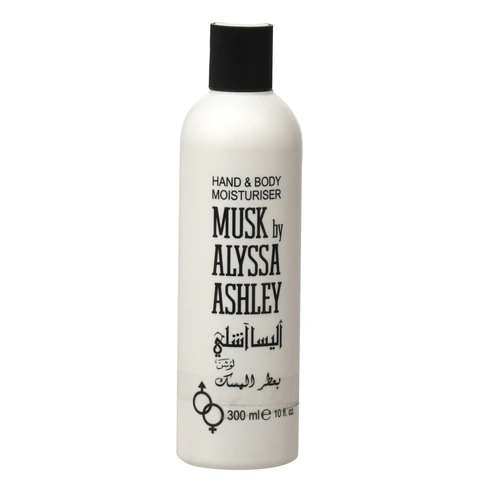 HAND & BODY
MOISTURISER
MUSK by
ALYSSA
ASHLEY
أليسا آشلي
لوشن
بعطر المسك
300 ml e 10 fl. oz.